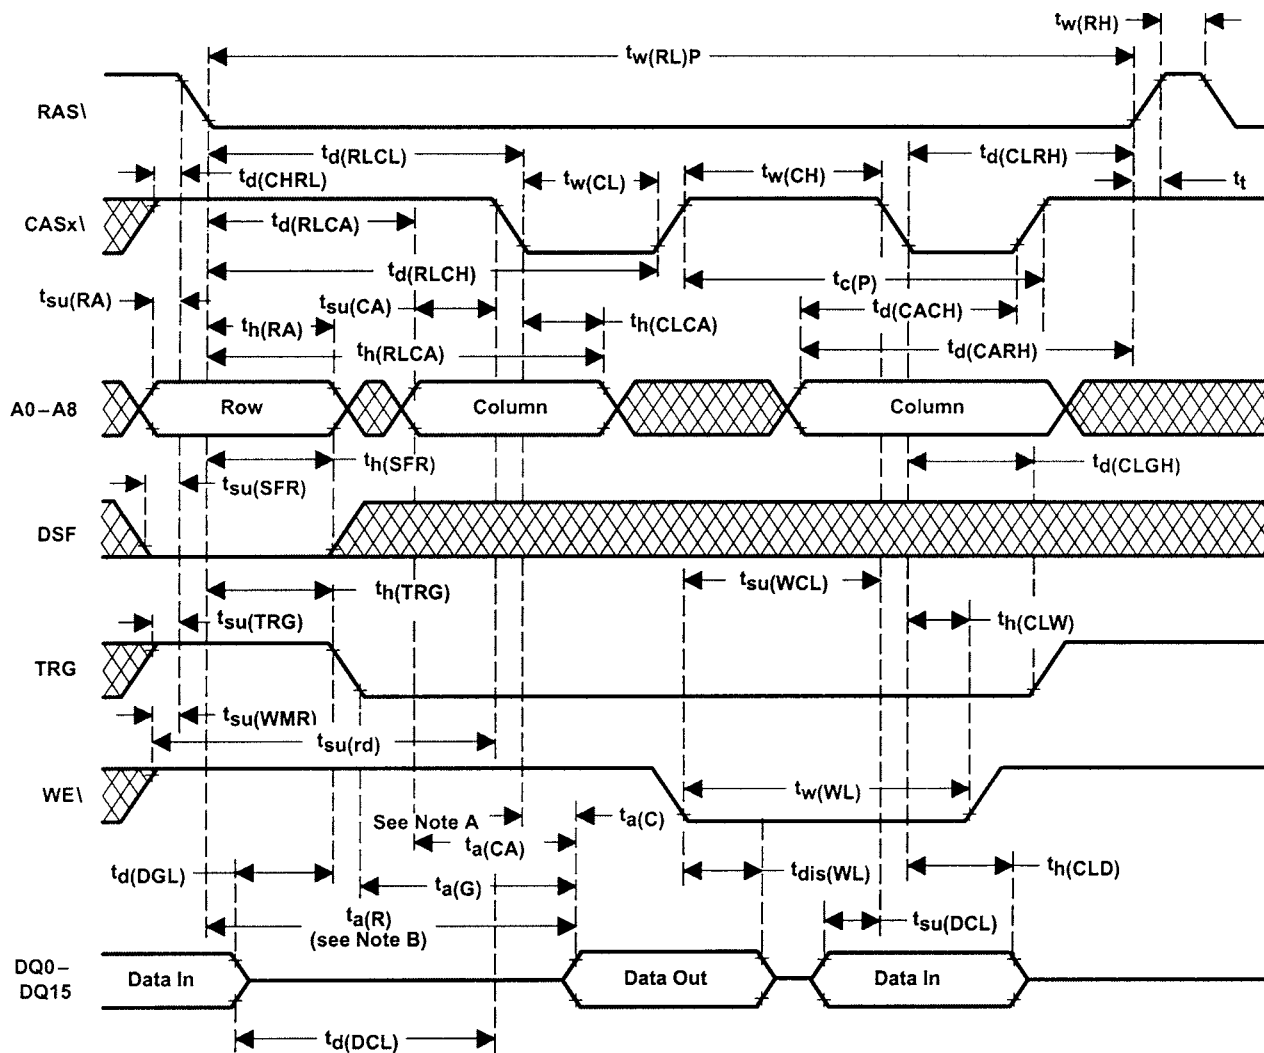 tw(RH)
tw(RL)P
RAS\
td(RLCL)
td(CLRH)
td(CHRL)
tw(CL)
tw(CH)
tt
CASx\
td(RLCA)
td(RLCH)
tc(P)
tsu(RA)
tsu(CA)
td(CACH)
th(RA)
th(CLCA)
th(RLCA)
td(CARH)
A0–A8
Row
Column
Column
th(SFR)
td(CLGH)
tsu(SFR)
DSF
th(TRG)
tsu(WCL)
tsu(TRG)
th(CLW)
TRG
tsu(WMR)
tsu(rd)
WE\
tw(WL)
See Note A
ta(C)
ta(CA)
td(DGL)
tdis(WL)
th(CLD)
ta(G)
ta(R)
(see Note B)
tsu(DCL)
DQ0–
DQ15
Data In
Data Out
Data In
td(DCL)